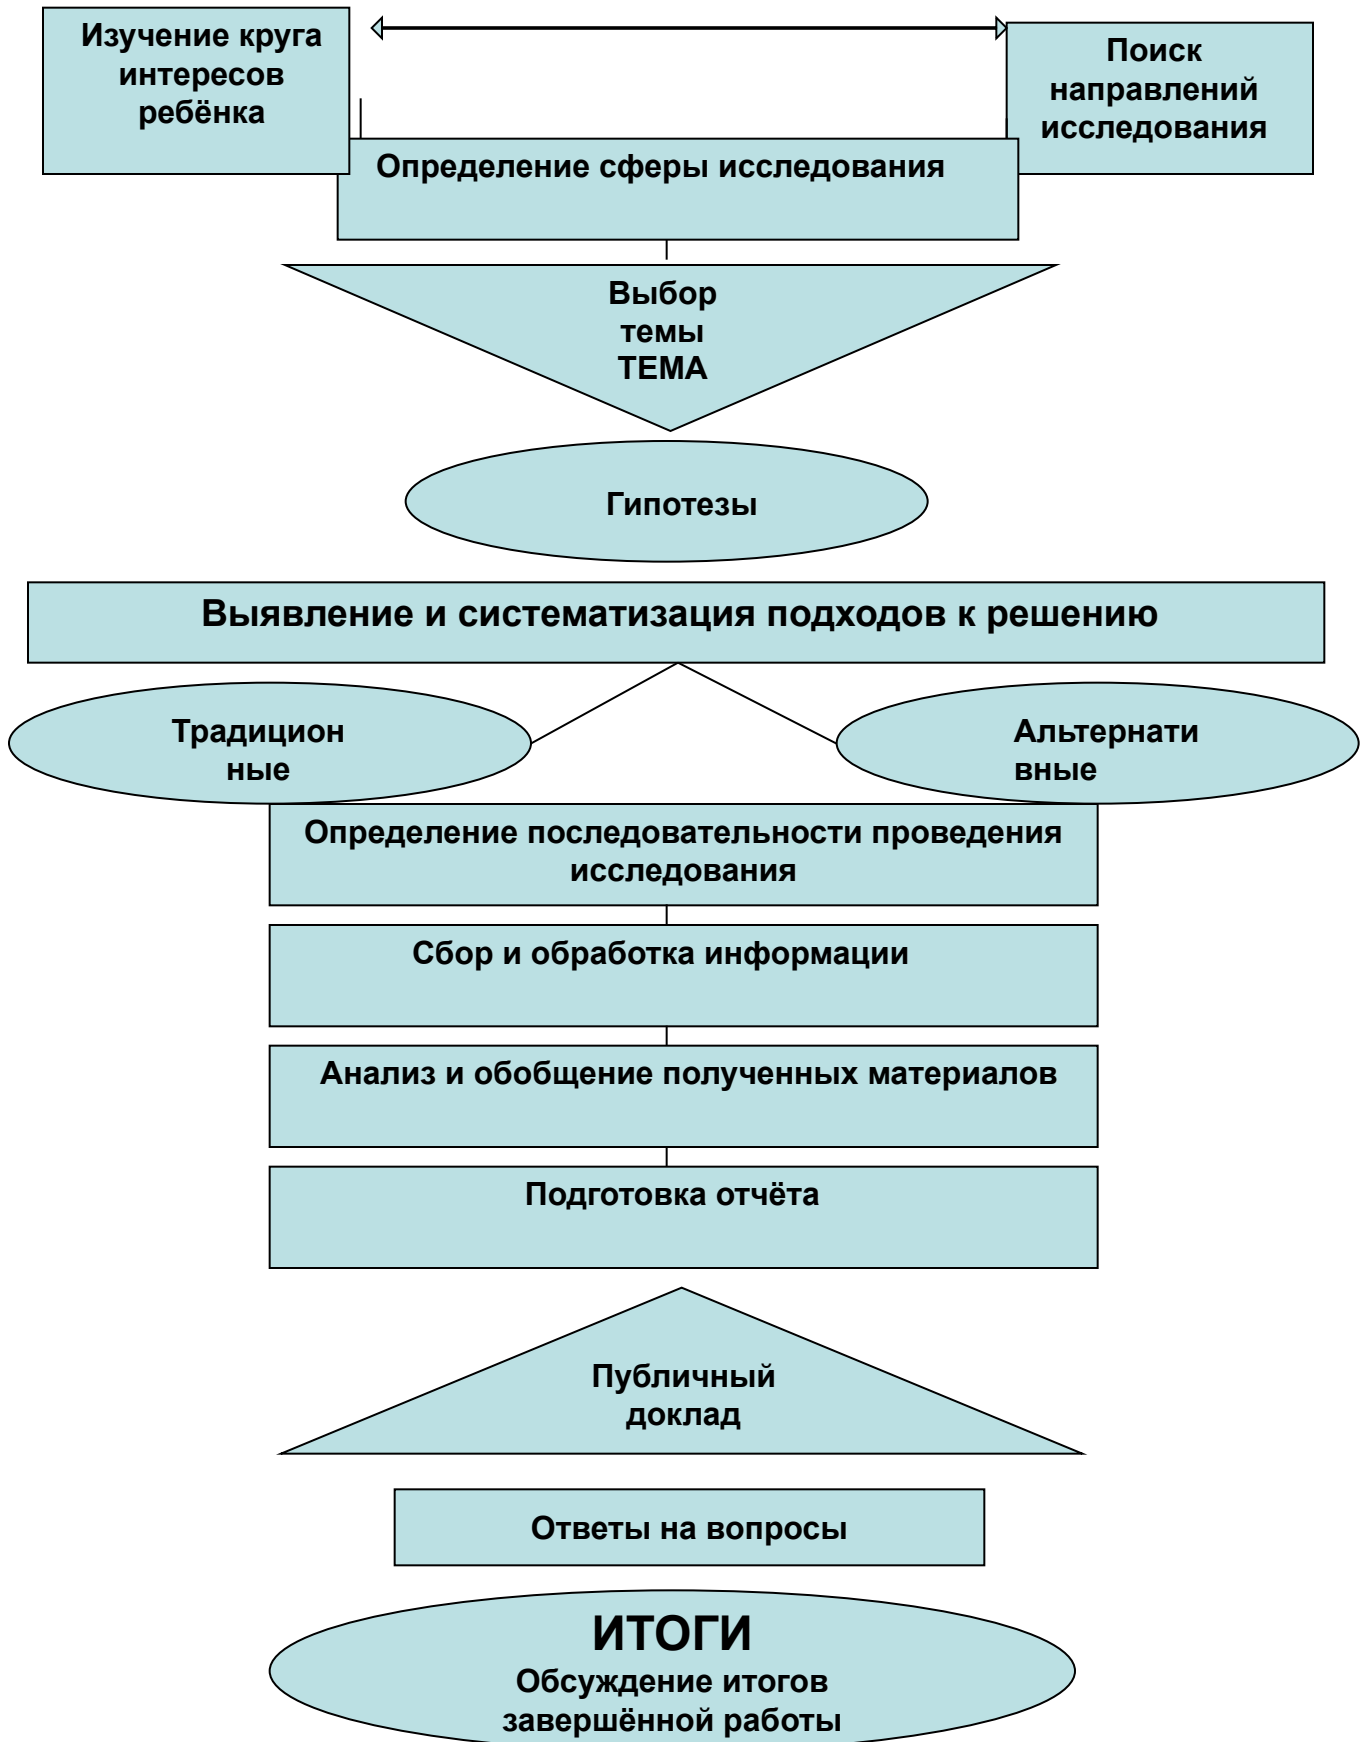 Изучение круга
интересов
ребёнка
Поиск
направлений
исследования
Определение сферы исследования
Выбор
темы
ТЕМА
Гипотезы
Выявление и систематизация подходов к решению
Традицион
ные
Альтернати
вные
Определение последовательности проведения
исследования
Сбор и обработка информации
Анализ и обобщение полученных материалов
Подготовка отчёта
Публичный
доклад
Ответы на вопросы
ИТОГИ
Обсуждение итогов
завершённой работы